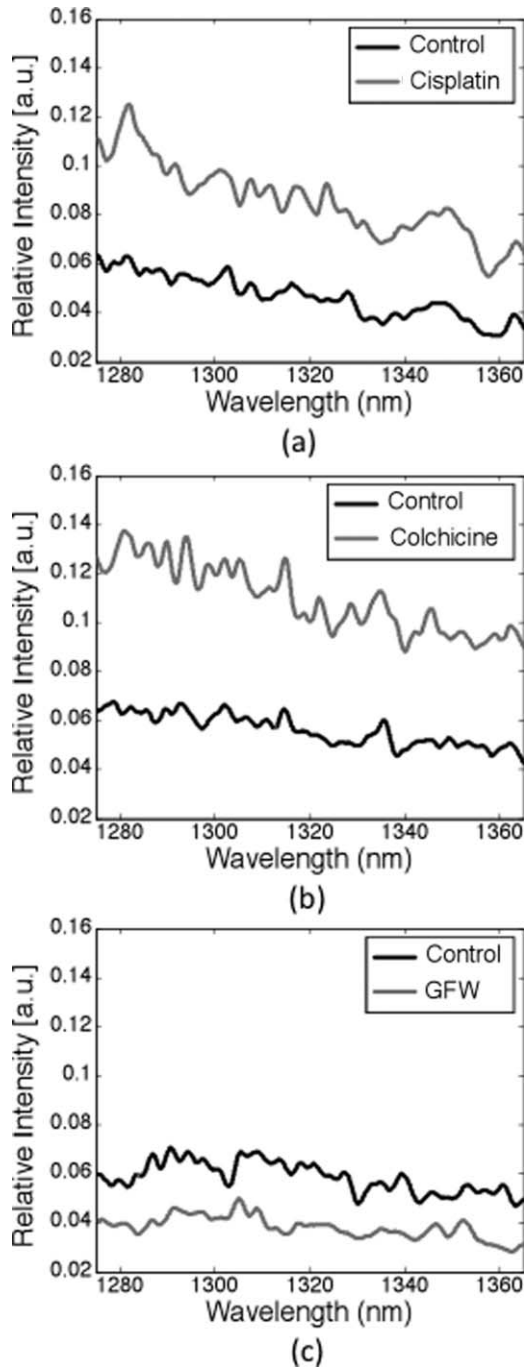 0.16
0.14
0.12
0.1
0.08
0.06
0.04
0.02
Relative Intensity [a.u.]
Control
Cisplatin
1280 1300 1320 1340 1360
Wavelength (nm)
(a)
0.16
0.14
0.12
0.1
0.08
0.06
0.04
0.02
Relative Intensity [a.u.]
Control
Colchicine
1280 1300 1320 1340 1360
Wavelength (nm)
(b)
0.16
0.14
0.12
0.1
0.08
0.06
0.04
0.02
Relative Intensity [a.u.]
Control
GFW
1280 1300 1320 1340 1360
Wavelength (nm)
(c)